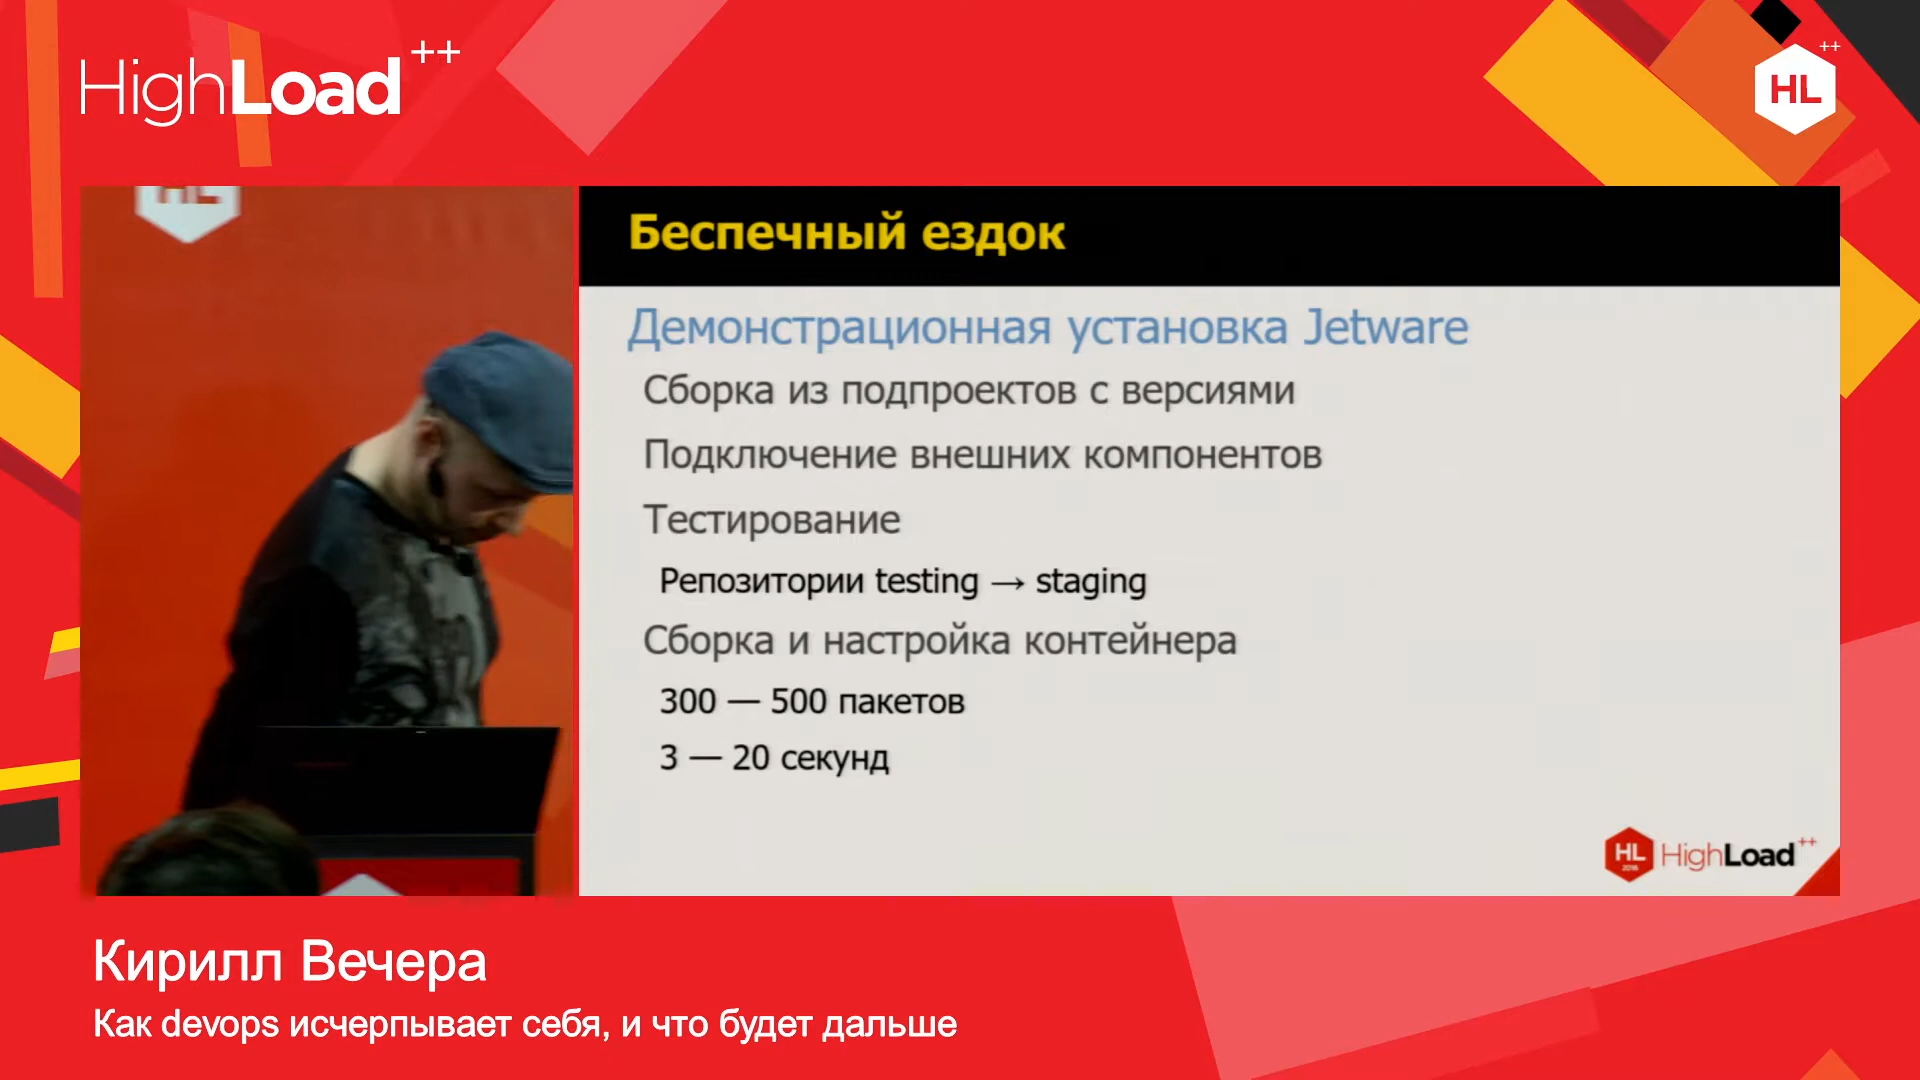 HighLoad++
HL++
Беспечный ездок
Демонстрационная установка Jetware
Сборка из подпроектов с версиями
Подключение внешних компонентов
Тестирование
Репозитории testing → staging
Сборка и настройка контейнера
300 — 500 пакетов
3 — 20 секунд
HL
HighLoad++
Кирилл Вечера
Как devops исчерпывает себя, и что будет дальше